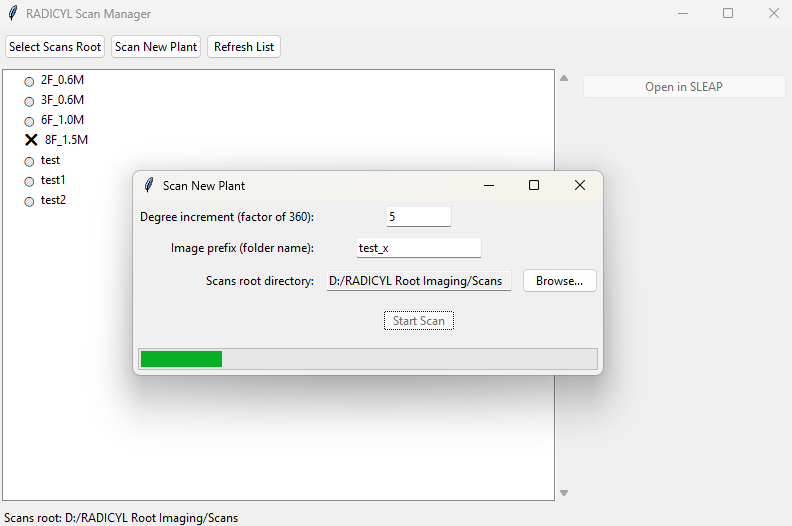 RADICYL Scan Manager
Select Scans Root Scan New Plant Refresh List
2F_0.6M
3F_0.6M
6F_1.0M
8F_1.5M
test
test1
test2
Open in SLEAP
Scan New Plant
Degree increment (factor of 360): 5
Image prefix (folder name): test_x
Scans root directory: D:/RADICYL Root Imaging/Scans Browse...
Start Scan
Scans root: D:/RADICYL Root Imaging/Scans